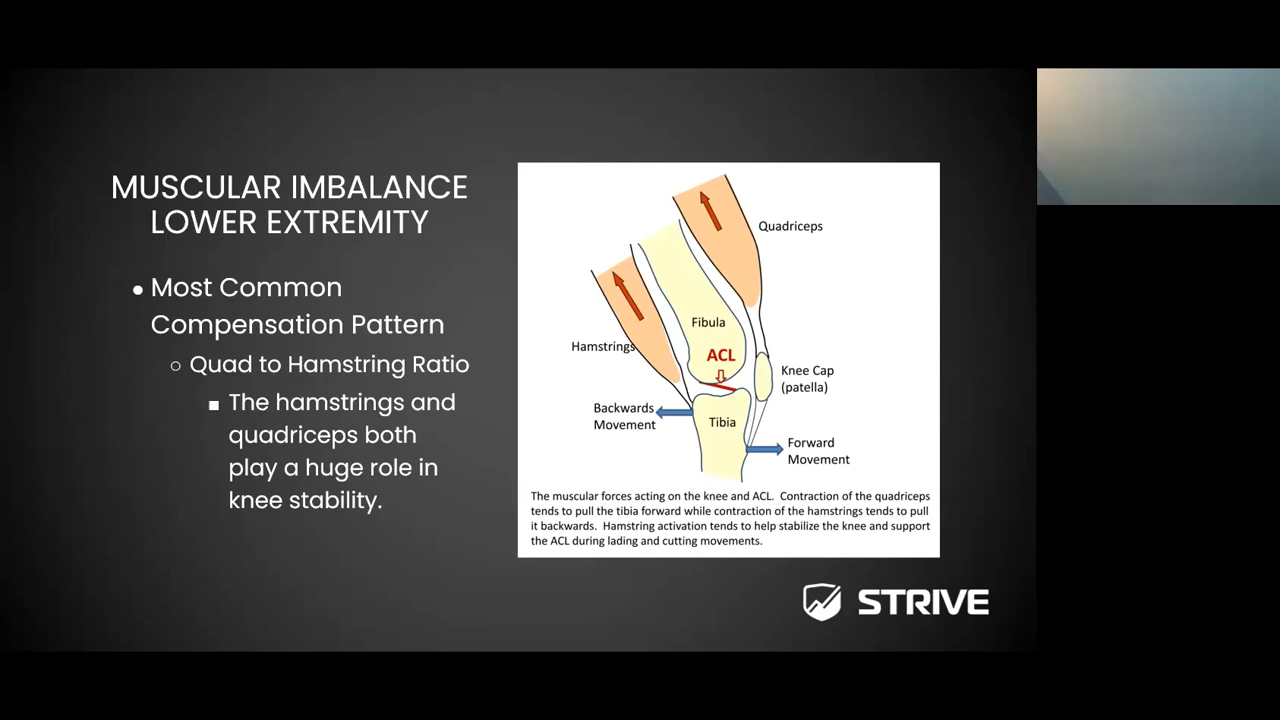 MUSCULAR IMBALANCE
LOWER EXTREMITY
● Most Common
Compensation Pattern
○ Quad to Hamstring Ratio
■ The hamstrings and
quadriceps both
play a huge role in
knee stability.
Quadriceps
Fibula
Hamstrings
ACL
Knee Cap
(patella)
Backwards
Movement
Tibia
Forward
Movement
The muscular forces acting on the knee and ACL. Contraction of the quadriceps
tends to pull the tibia forward while contraction of the hamstrings tends to pull
it backwards. Hamstring activation tends to help stabilize the knee and support
the ACL during lading and cutting movements.
STRIVE